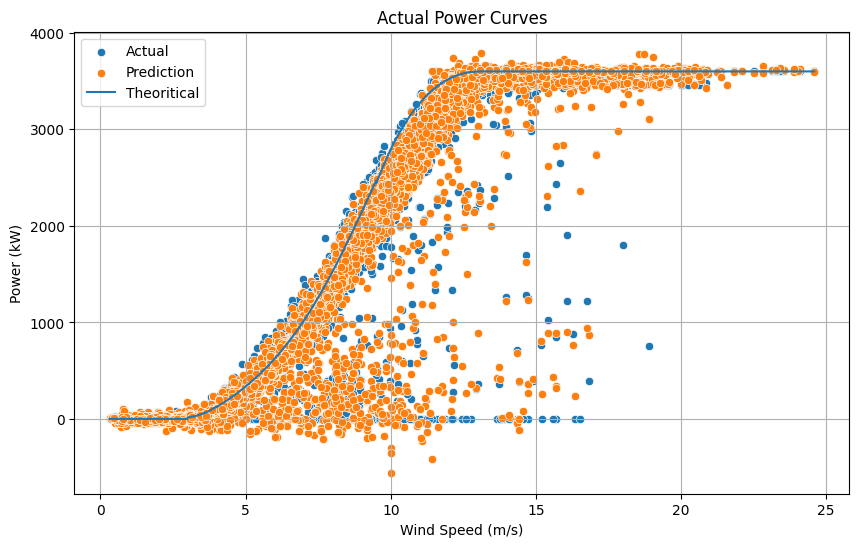 Actual Power Curves
Actual
Prediction
Theoritical
4000
3000
2000
1000
0
Power (kW)
0 5 10 15 20 25
Wind Speed (m/s)